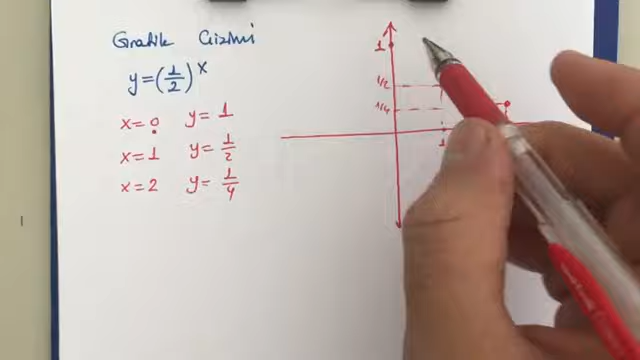 Grafik Çizimi
y=(1/2)^x
x=0 y=1
x=1 y=1/2
x=2 y=1/4
1
1/2
1/4
1